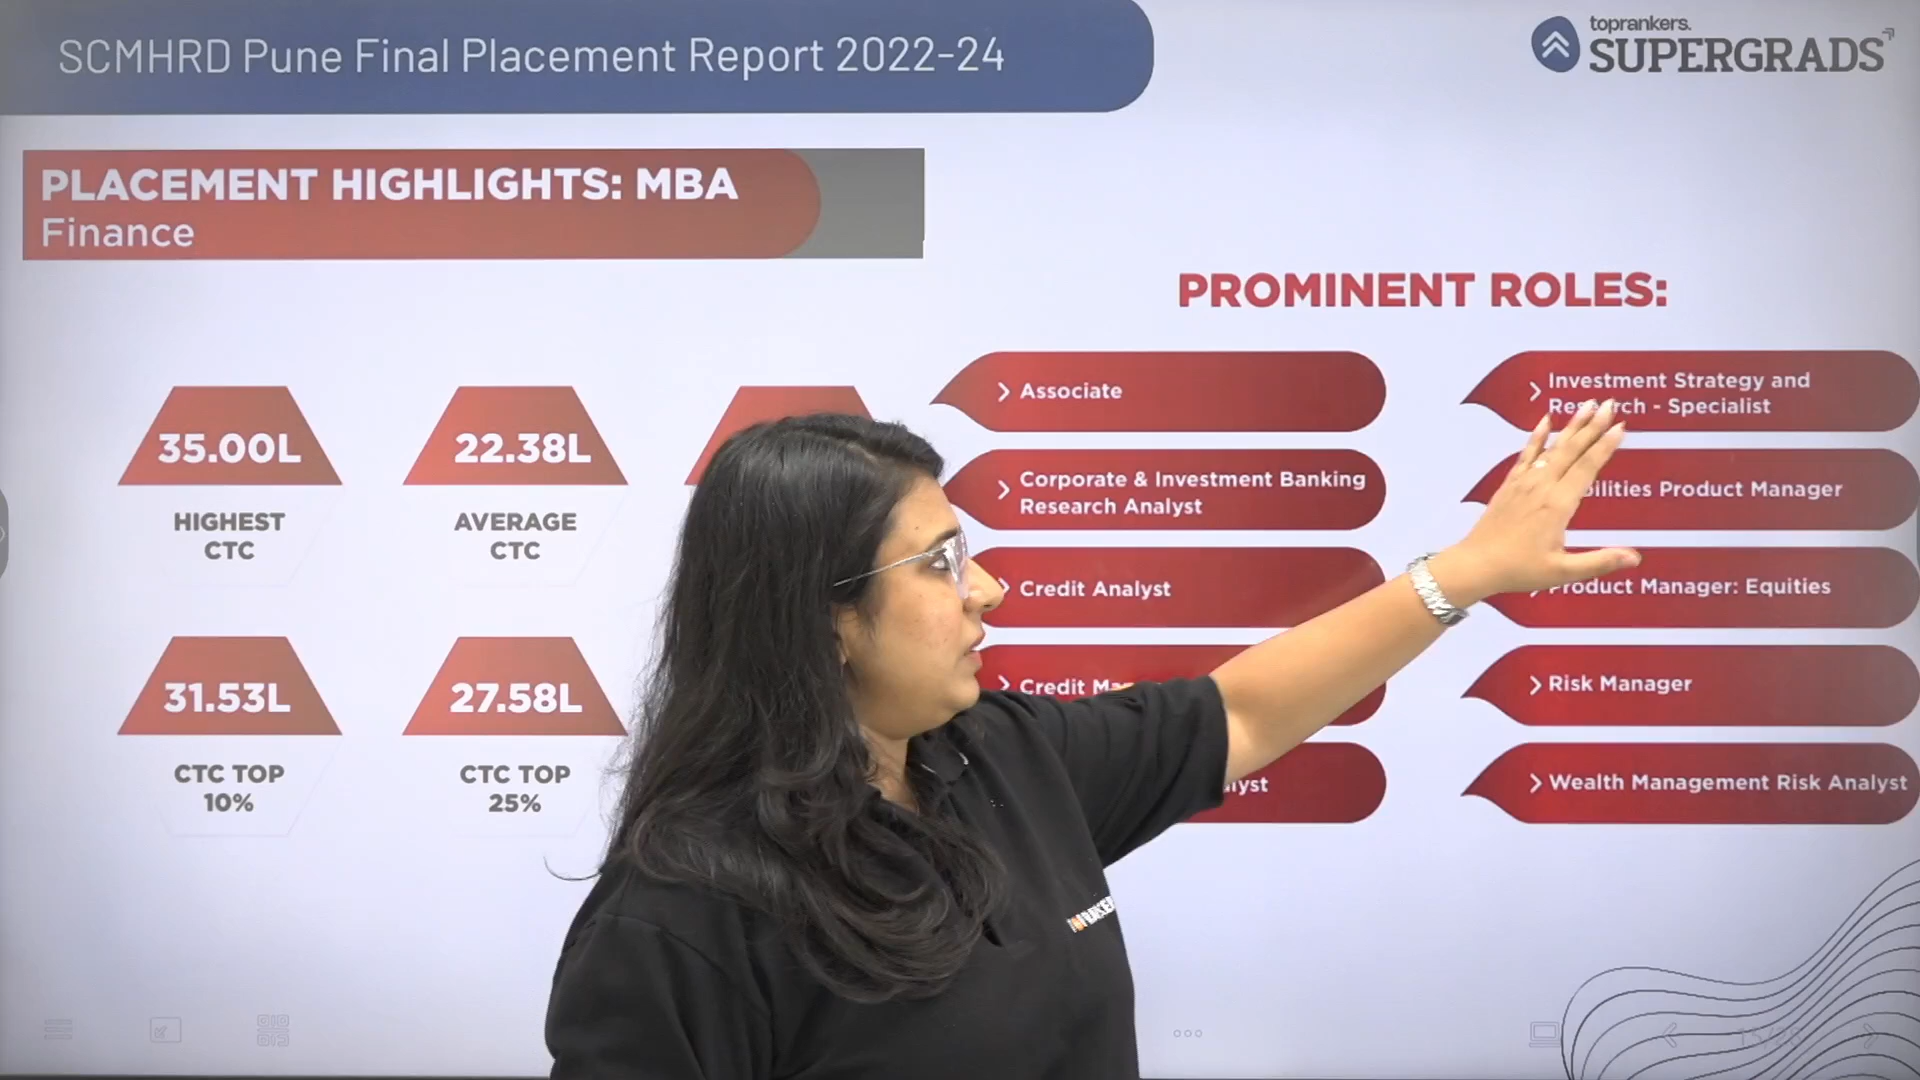 SCMHRD Pune Final Placement Report 2022-24
toprankers.
SUPERGRADS
PLACEMENT HIGHLIGHTS: MBA
Finance
35.00L
HIGHEST
CTC
22.38L
AVERAGE
CTC
31.53L
CTC TOP
10%
27.58L
CTC TOP
25%
PROMINENT ROLES:
Associate
Corporate & Investment Banking
Research Analyst
Credit Analyst
Credit
Investment Strategy and
Research - Specialist
Product Manager
Product Manager: Equities
Risk Manager
Wealth Management Risk Analyst